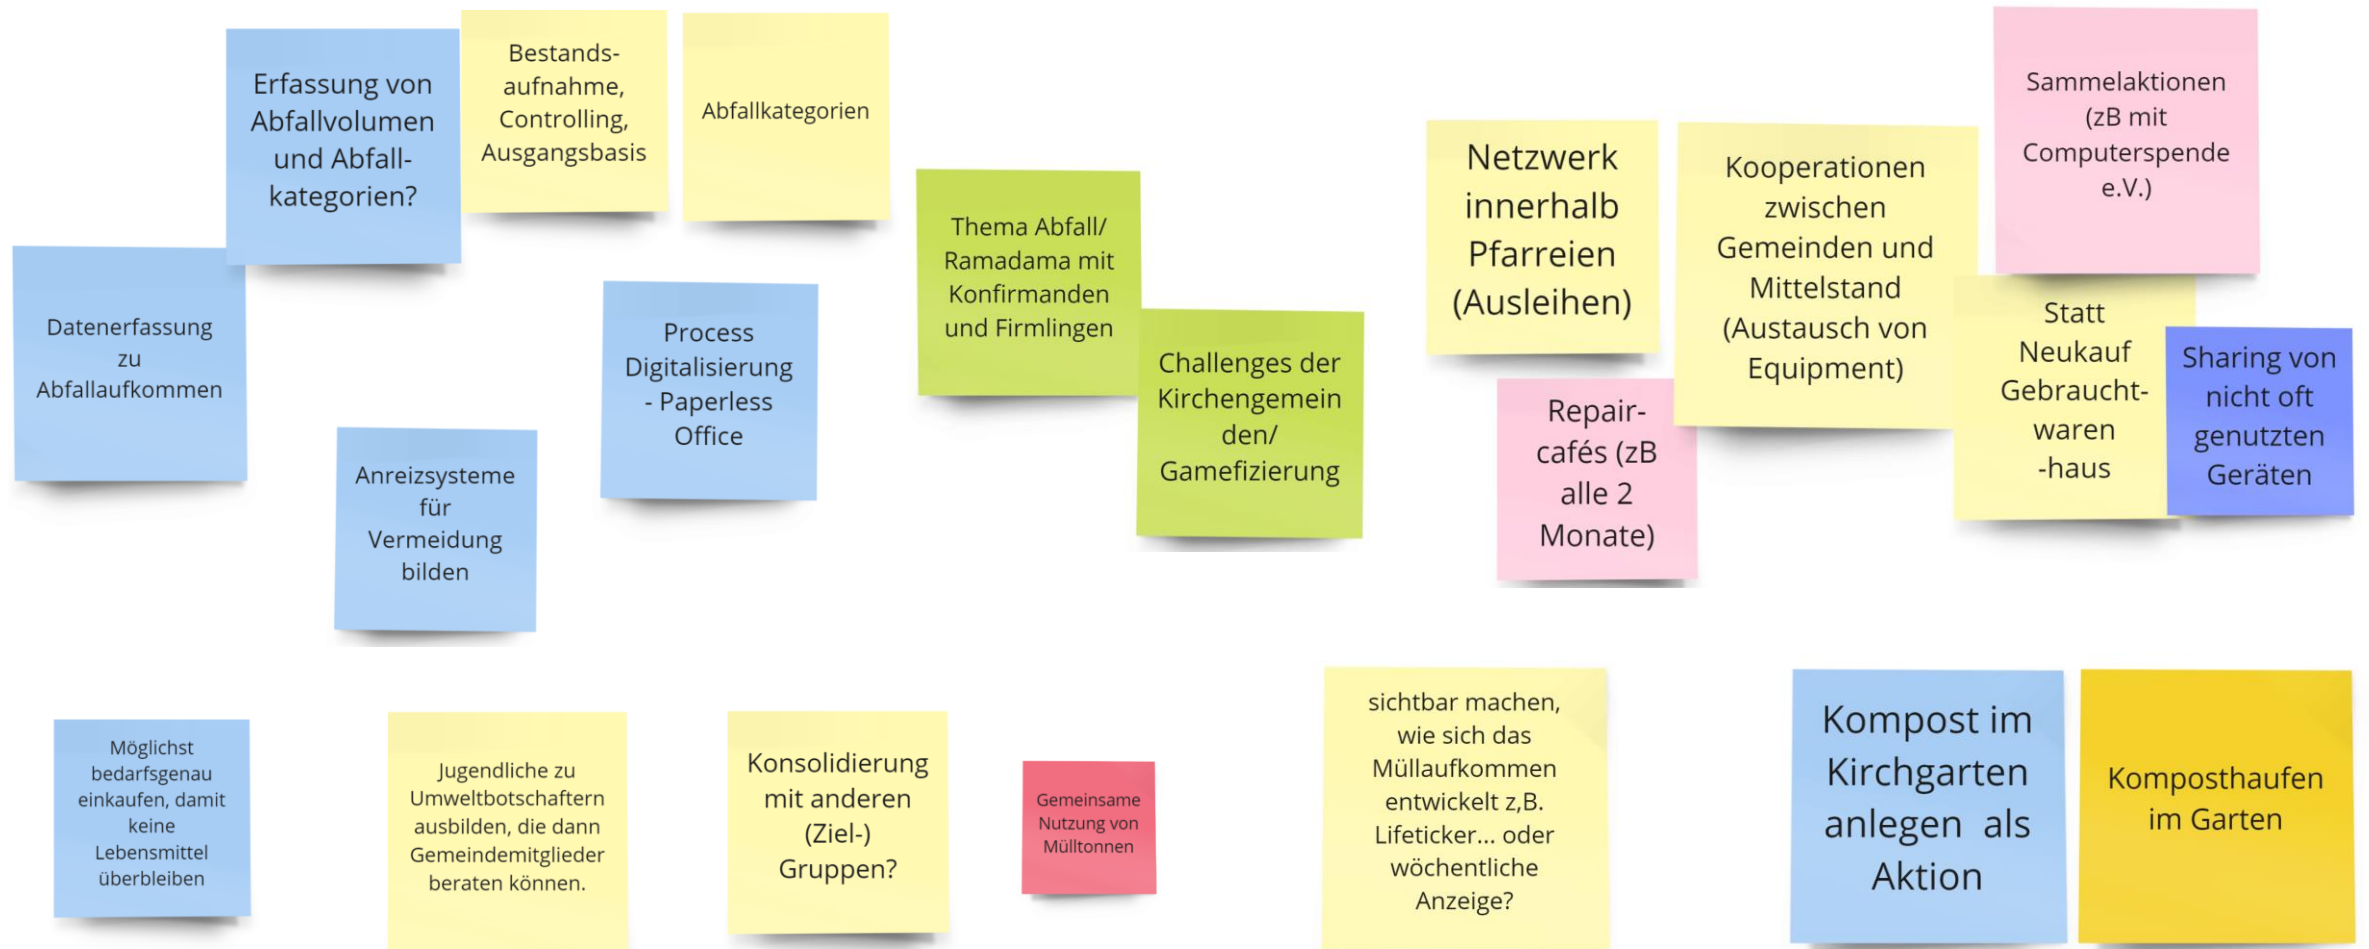 Erfassung von
Abfallvolumen
und Abfall-
kategorien?
Bestands-
aufnahme,
Controlling,
Ausgangsbasis
Abfallkategorien
Datenerfassung
zu
Abfallaufkommen
Anreizsysteme
für
Vermeidung
bilden
Process
Digitalisierung
- Paperless
Office
Thema Abfall/
Ramadama mit
Konfirmanden
und Firmlingen
Challenges der
Kirchengemein
den/
Gamefizierung
Netzwerk
innerhalb
Pfarreien
(Ausleihen)
Kooperationen
zwischen
Gemeinden und
Mittelstand
(Austausch von
Equipment)
Sammelaktionen
(zB mit
Computerspende
e.V.)
Repair-
cafés (zB
alle 2
Monate)
Statt
Neukauf
Gebraucht-
waren
-haus
Sharing von
nicht oft
genutzten
Geräten
Möglichst
bedarfsgenau
einkaufen, damit
keine
Lebensmittel
überbleiben
Jugendliche zu
Umweltbotschaftern
ausbilden, die dann
Gemeindemitglieder
beraten können.
Konsolidierung
mit anderen
(Ziel-)
Gruppen?
Gemeinsame
Nutzung von
Mülltonnen
sichtbar machen,
wie sich das
Müllaufkommen
entwickelt z,B.
Lifeticker... oder
wöchentliche
Anzeige?
Kompost im
Kirchgarten
anlegen als
Aktion
Komposthaufen
im Garten